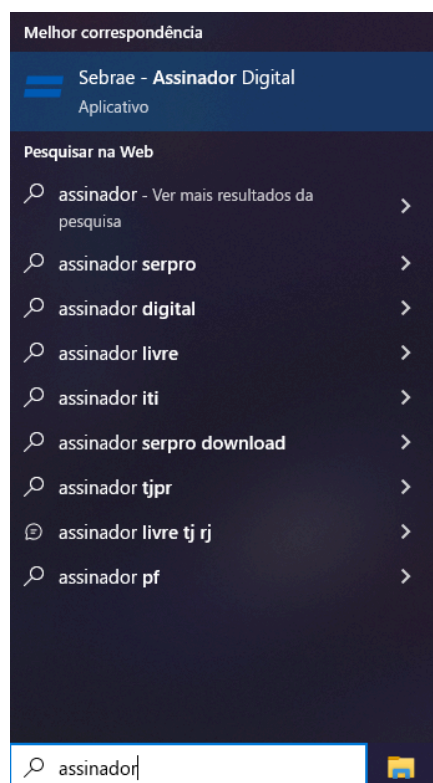 Melhor correspondência
Sebrae - Assinador Digital
Aplicativo
Pesquisar na Web
assinador - Ver mais resultados da
pesquisa
assinador serpro
assinador digital
assinador livre
assinador iti
assinador serpro download
assinador tjpr
assinador livre tj rj
assinador pf
assinador